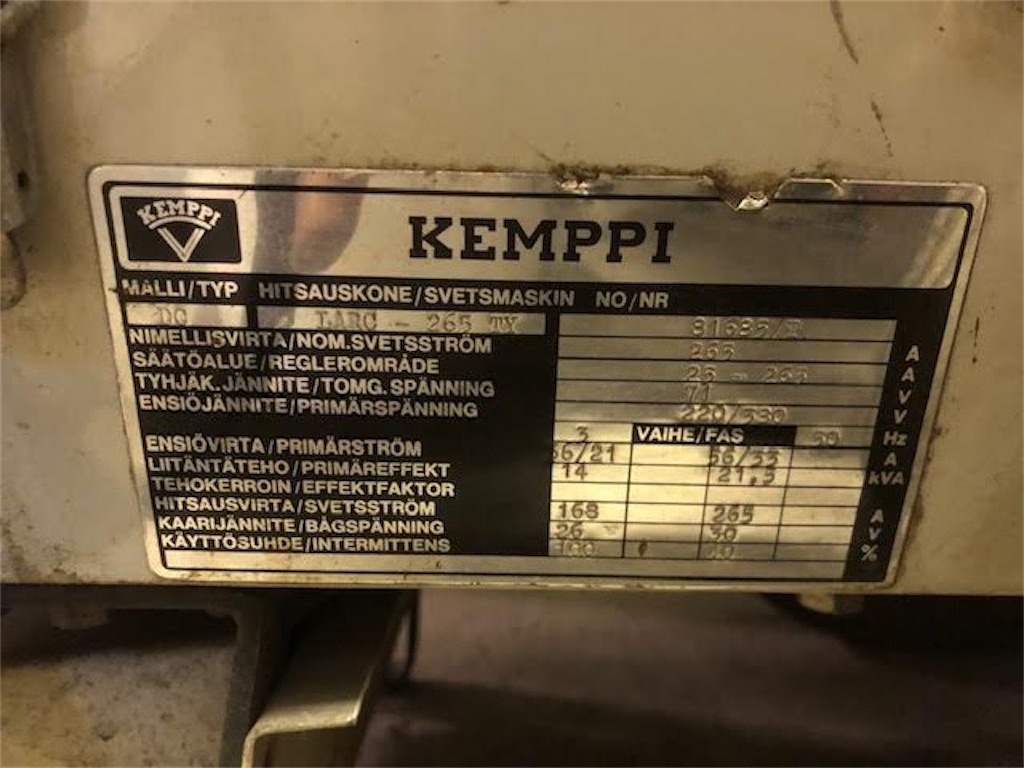 KEMPPI
KEMPPI
MALLI/TYP HITSAUSKONE/SVETSMASKIN NO/NR
DC LARC - 265 TY
NIMELLISVIRTA/NOM.SVETSSTRÖM 265 A
SÄÄTÖALUE/REGLEROMRÅDE 25 - 265 A
TYHJÄK.JÄNNITE/TOMG.SPÄNNING 71 V
ENSIÖJÄNNITE/PRIMÄRSPÄNNING 220/380 V
3 VAIHE/FAS 50 Hz
ENSIÖVIRTA/PRIMÄRSTRÖM 36/21 56/33 A
LIITÄNTÄTEHO/PRIMÄREFFEKT 14 21,5 kVA
TEHOKERROIN/EFFEKTFAKTOR
HITSAUSVIRTA/SVETSSTRÖM 168 265 A
KAARIJÄNNITE/BÅGSPÄNNING 26 30 V
KÄYTTÖSUHDE/INTERMITTENS 100 40 %